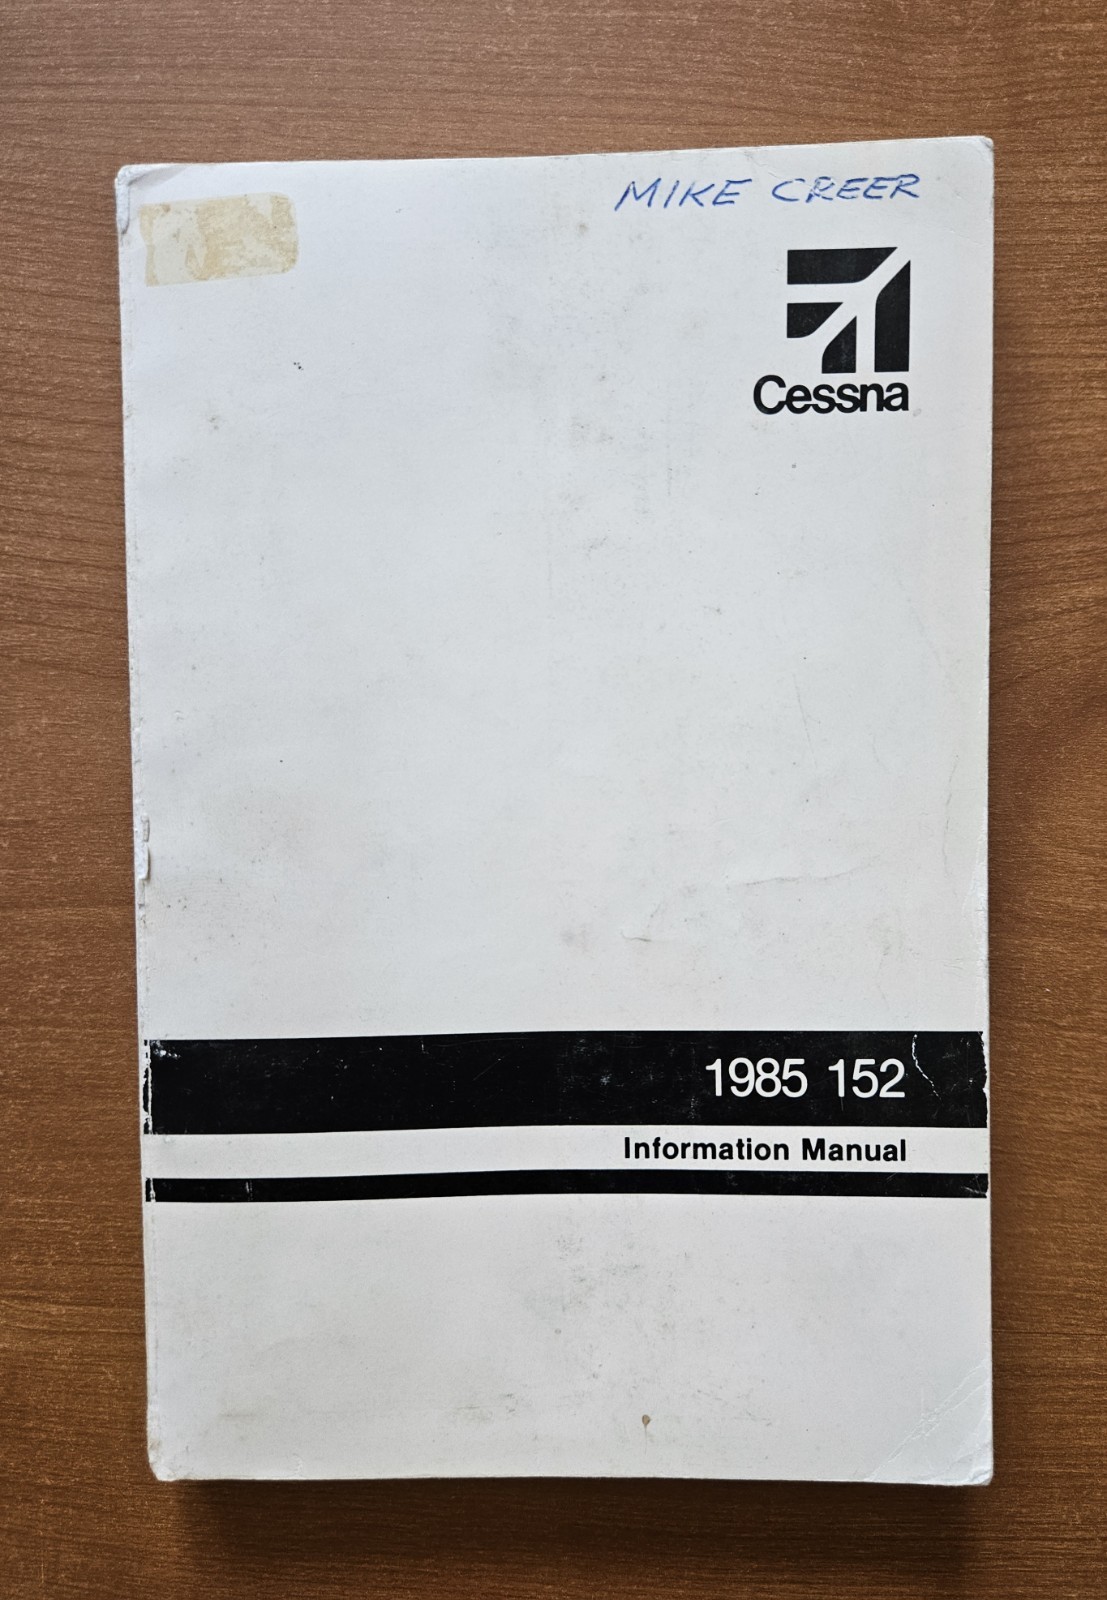 MIKE CREER
Cessna
1985 152
Information Manual